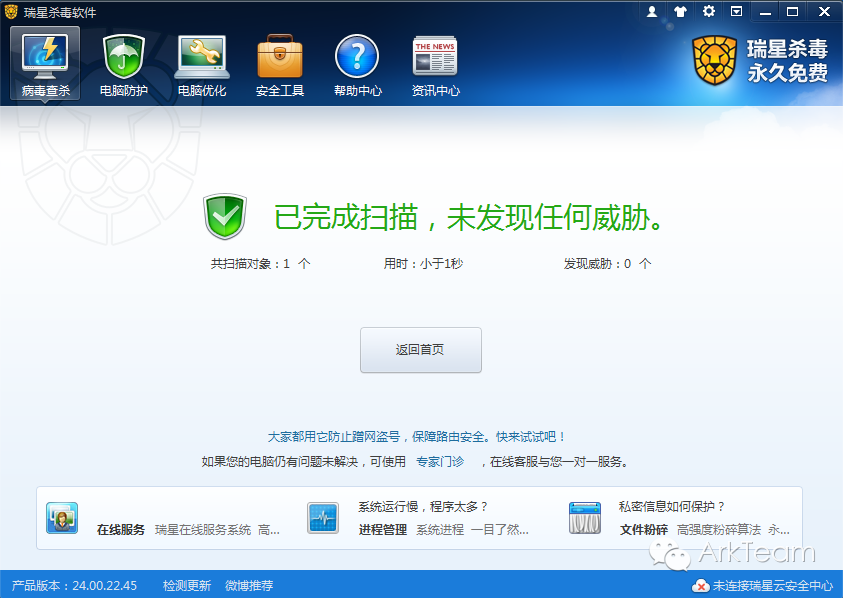 瑞星杀毒软件
病毒查杀
电脑防护
电脑优化
安全工具
帮助中心
THE NEWS
资讯中心
瑞星杀毒
永久免费
已完成扫描，未发现任何威胁。
共扫描对象：1 个
用时：小于1秒
发现威胁：0 个
返回首页
大家都用它防止蹭网盗号，保障路由安全。快来试试吧！
如果您的电脑仍有问题未解决，可使用 专家门诊 ，在线客服与您一对一服务。
在线服务 瑞星在线服务系统 高...
系统运行慢，程序太多？
进程管理 系统进程 一目了然...
私密信息如何保护？
文件粉碎 高强度粉碎算法 永...
ArkTeam
产品版本：24.00.22.45
检测更新
微博推荐
未连接瑞星云安全中心